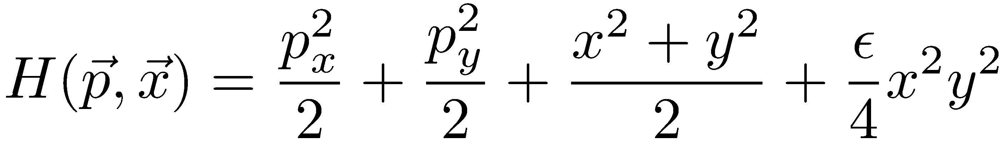 $H(\vec{p}, \vec{x}) = \frac{p_x^2}{2} + \frac{p_y^2}{2} + \frac{x^2 + y^2}{2} + \frac{\epsilon}{4} x^2 y^2$